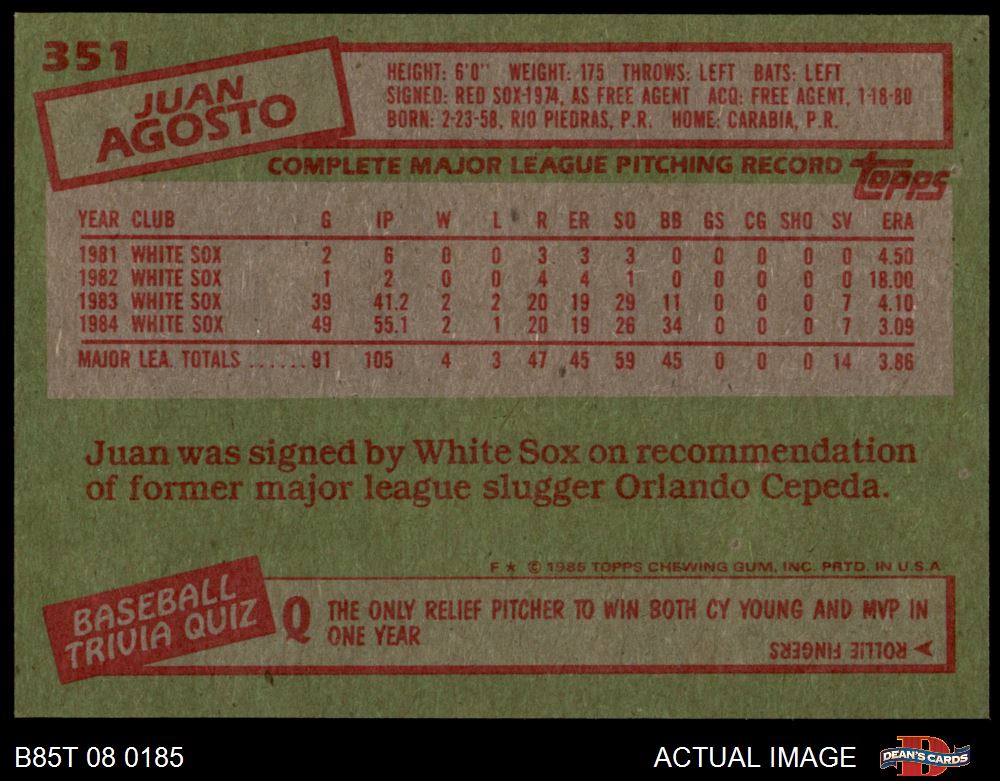 351
JUAN
AGOSTO
HEIGHT: 6'0" WEIGHT: 175 THROWS: LEFT BATS: LEFT
SIGNED: RED SOX-1974, AS FREE AGENT ACQ: FREE AGENT, 1-18-80
BORN: 2-23-58, RIO PIEDRAS, P.R. HOME: CARABIA, P.R.
COMPLETE MAJOR LEAGUE PITCHING RECORD topps
YEAR CLUB G IP W L R ER SO BB GS CG SHO SV ERA
1981 WHITE SOX 2 6 0 0 3 3 3 0 0 0 0 0 4.50
1982 WHITE SOX 1 2 0 0 4 4 1 0 0 0 0 0 18.00
1983 WHITE SOX 39 41.2 2 2 20 19 29 11 0 0 0 7 4.10
1984 WHITE SOX 49 55.1 2 1 20 19 26 34 0 0 0 7 3.09
MAJOR LEA. TOTALS ...... 91 105 4 3 47 45 59 45 0 0 0 14 3.86
Juan was signed by White Sox on recommendation
of former major league slugger Orlando Cepeda.
F * © 1985 TOPPS CHEWING GUM, INC. PRTD. IN U.S.A.
BASEBALL
TRIVIA QUIZ
Q THE ONLY RELIEF PITCHER TO WIN BOTH CY YOUNG AND MVP IN
ONE YEAR
A ROLLIE FINGERS
B85T 08 0185
ACTUAL IMAGE
D
DEAN'S CARDS